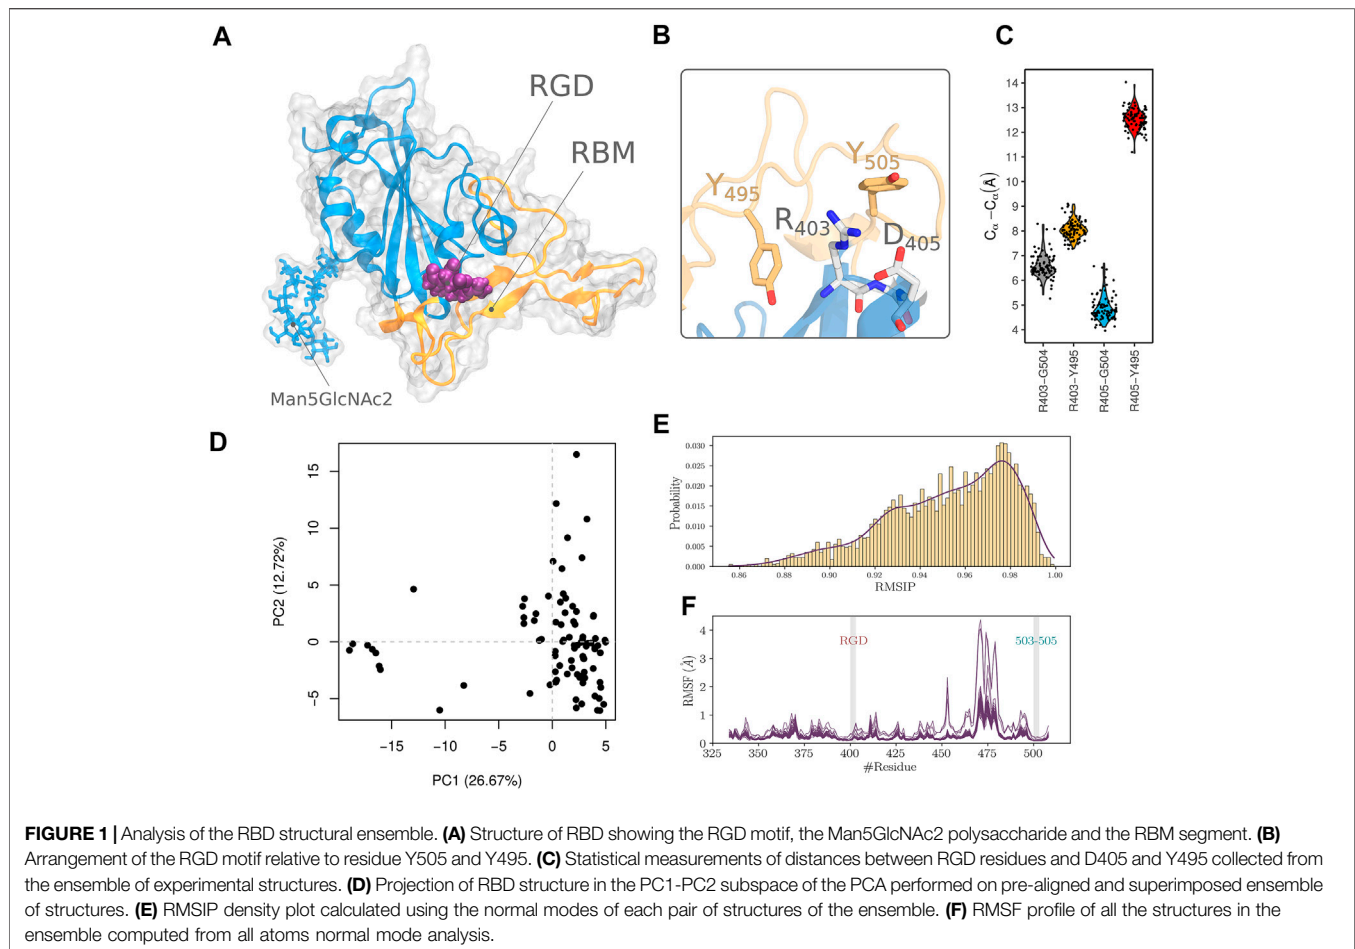 A
RGD
RBM
Man5GlcNAc2
B
Y495
Y505
R403
D405
C
Cα –Cα(Å)
14
13
12
11
10
9
8
7
6
5
4
R403–G504
R403–Y495
R405–G504
R405–Y495
D
PC2 (12.72%)
15
10
5
0
−5
−15
−10
−5
0
5
PC1 (26.67%)
E
Probability
0.030
0.025
0.020
0.015
0.010
0.005
0.000
0.86
0.88
0.90
0.92
0.94
0.96
0.98
1.00
RMSIP
F
RMSF (Å)
4
3
2
1
0
RGD
503-505
325
350
375
400
425
450
475
500
#Residue
FIGURE 1 | Analysis of the RBD structural ensemble. (A) Structure of RBD showing the RGD motif, the Man5GlcNAc2 polysaccharide and the RBM segment. (B)
Arrangement of the RGD motif relative to residue Y505 and Y495. (C) Statistical measurements of distances between RGD residues and D405 and Y495 collected from
the ensemble of experimental structures. (D) Projection of RBD structure in the PC1-PC2 subspace of the PCA performed on pre-aligned and superimposed ensemble
of structures. (E) RMSIP density plot calculated using the normal modes of each pair of structures of the ensemble. (F) RMSF profile of all the structures in the
ensemble computed from all atoms normal mode analysis.